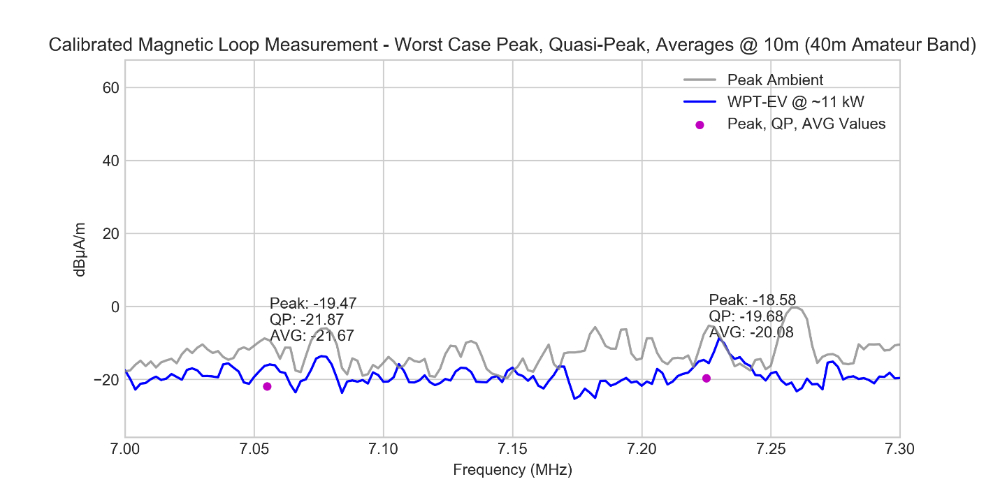 Calibrated Magnetic Loop Measurement - Worst Case Peak, Quasi-Peak, Averages @ 10m (40m Amateur Band)
Peak Ambient
WPT-EV @ ~11 kW
Peak, QP, AVG Values
60
40
20
0
−20
dBµA/m
Peak: -19.47
QP: -21.87
AVG: -21.67
Peak: -18.58
QP: -19.68
AVG: -20.08
7.00 7.05 7.10 7.15 7.20 7.25 7.30
Frequency (MHz)